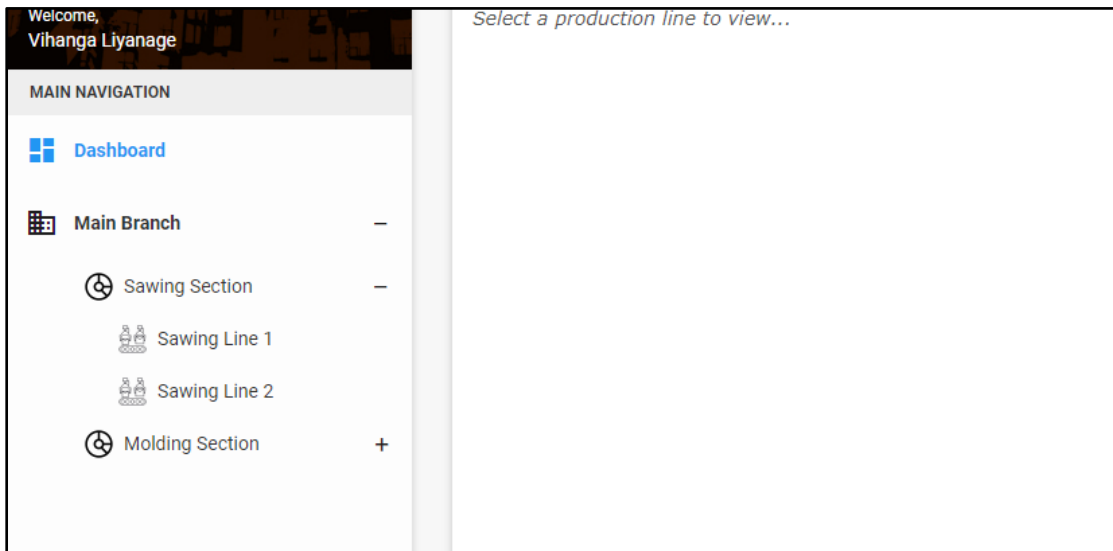 Welcome,
Vihanga Liyanage
Select a production line to view...
MAIN NAVIGATION
Dashboard
Main Branch
Sawing Section
Sawing Line 1
Sawing Line 2
Molding Section